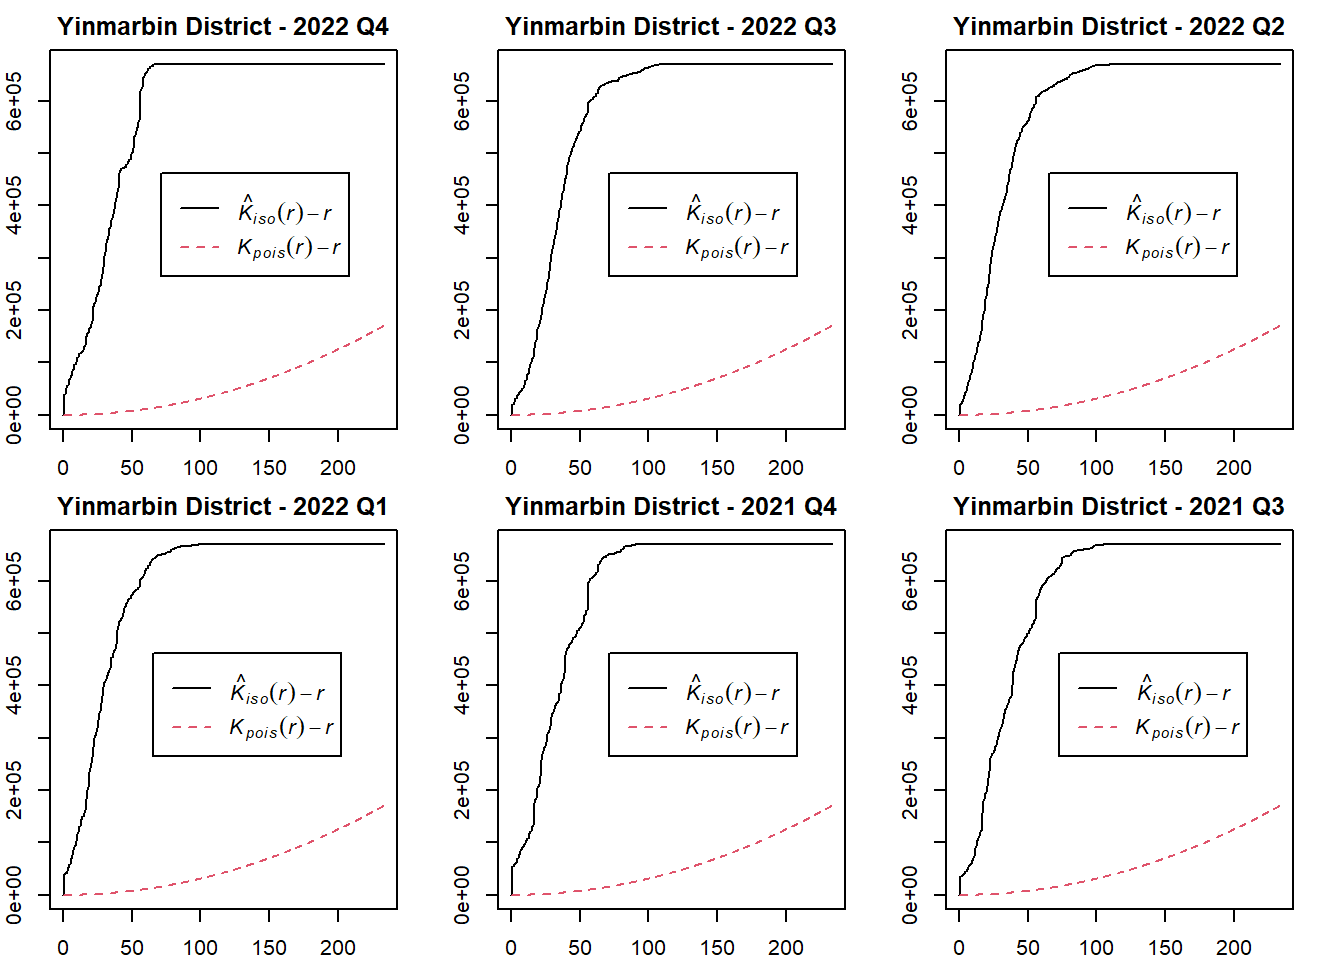 Yinmarbin District - 2022 Q4
6e+05
4e+05
2e+05
0e+00
K̂iso(r) – r
Kpois(r) – r
0 50 100 150 200
Yinmarbin District - 2022 Q3
6e+05
4e+05
2e+05
0e+00
K̂iso(r) – r
Kpois(r) – r
0 50 100 150 200
Yinmarbin District - 2022 Q2
6e+05
4e+05
2e+05
0e+00
K̂iso(r) – r
Kpois(r) – r
0 50 100 150 200
Yinmarbin District - 2022 Q1
6e+05
4e+05
2e+05
0e+00
K̂iso(r) – r
Kpois(r) – r
0 50 100 150 200
Yinmarbin District - 2021 Q4
6e+05
4e+05
2e+05
0e+00
K̂iso(r) – r
Kpois(r) – r
0 50 100 150 200
Yinmarbin District - 2021 Q3
6e+05
4e+05
2e+05
0e+00
K̂iso(r) – r
Kpois(r) – r
0 50 100 150 200